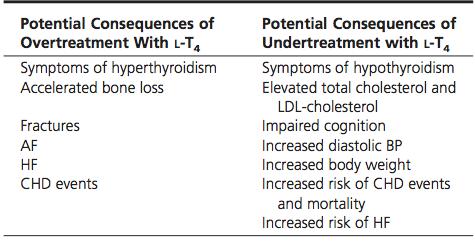 Potential Consequences of Potential Consequences of
Overtreatment With L-T4 Undertreatment with L-T4
Symptoms of hyperthyroidism Symptoms of hypothyroidism
Accelerated bone loss Elevated total cholesterol and
LDL-cholesterol
Fractures Impaired cognition
AF Increased diastolic BP
HF Increased body weight
CHD events Increased risk of CHD events
and mortality
Increased risk of HF